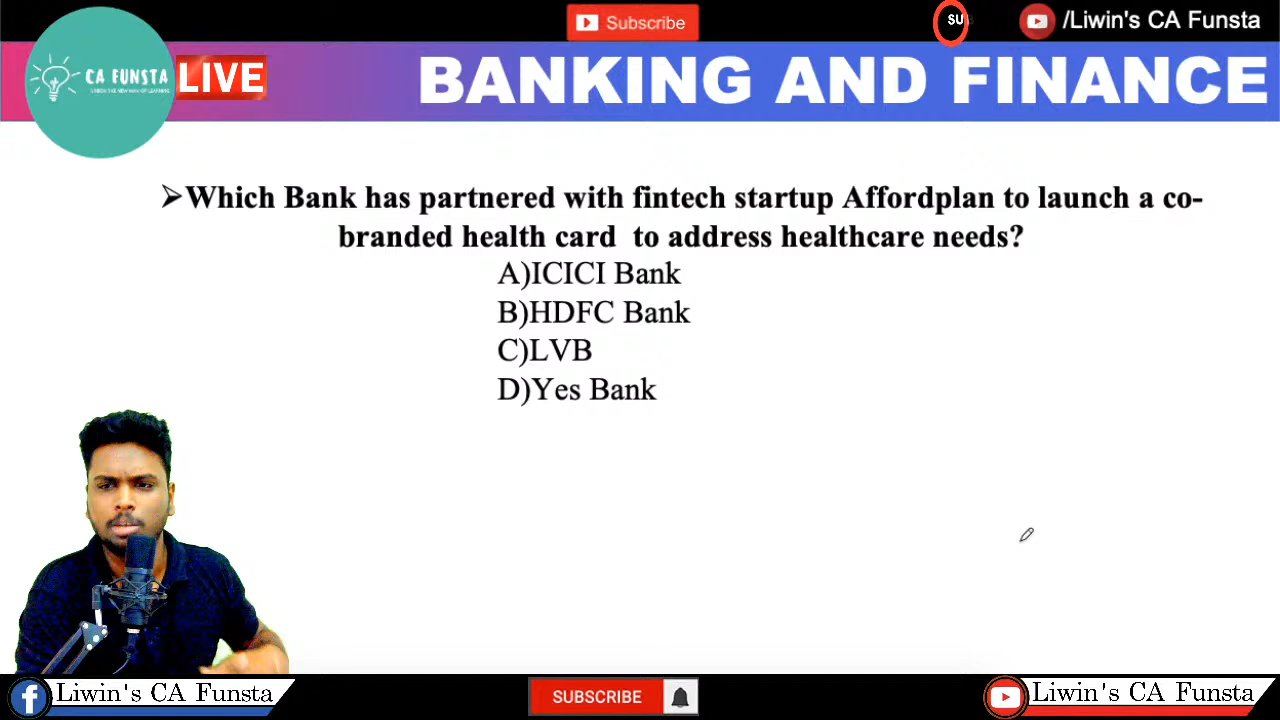 Subscribe
SU
/Liwin's CA Funsta
CA FUNSTA
LIVE
BANKING AND FINANCE
➢Which Bank has partnered with fintech startup Affordplan to launch a co-
branded health card to address healthcare needs?
A)ICICI Bank
B)HDFC Bank
C)LVB
D)Yes Bank
Liwin's CA Funsta
SUBSCRIBE
Liwin's CA Funsta